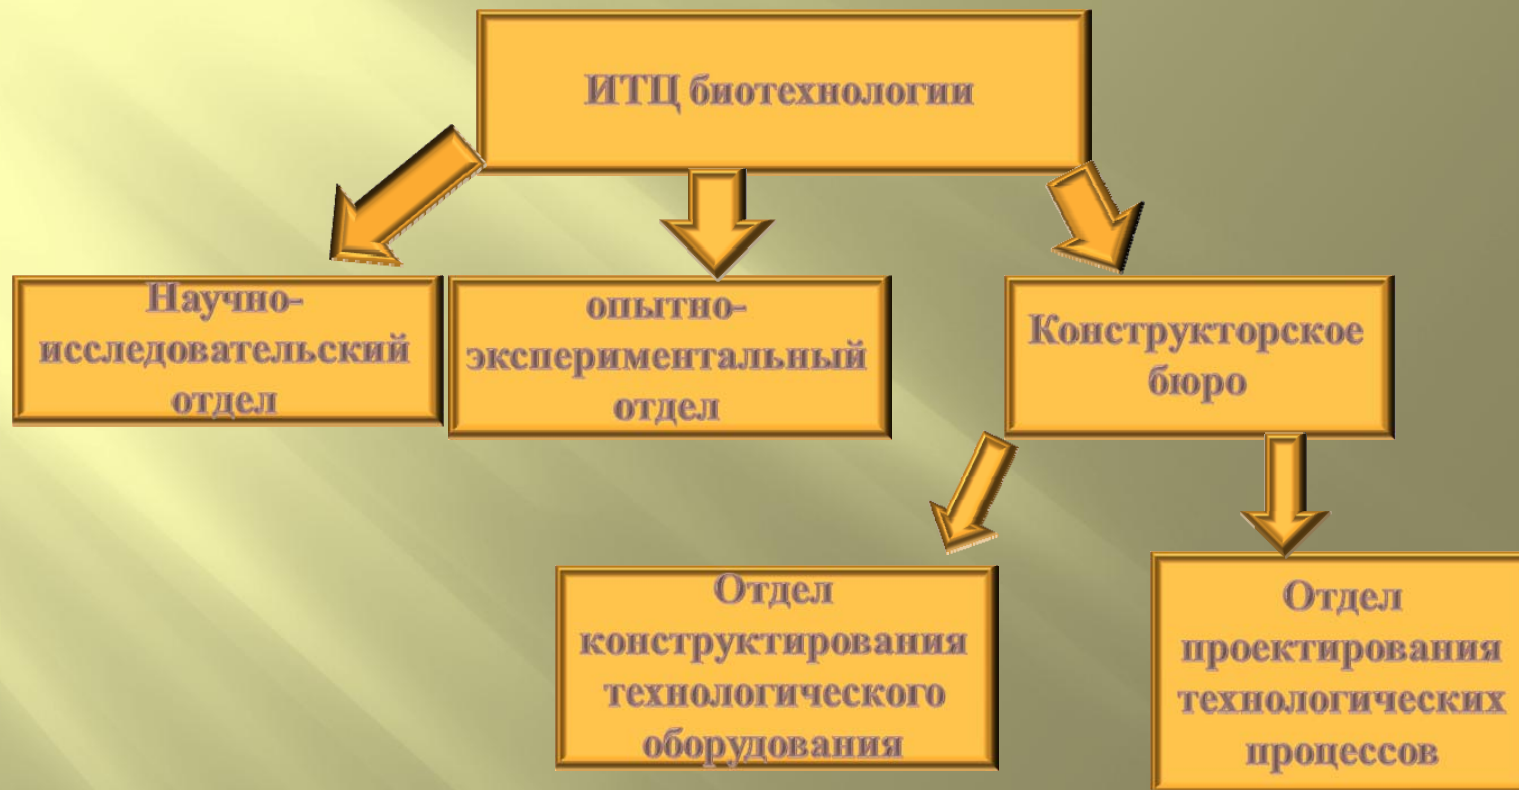 ИТЦ биотехнологии
Научно-
исследовательский
отдел
опытно-
экспериментальный
отдел
Конструкторское
бюро
Отдел
конструктирования
технологического
оборудования
Отдел
проектирования
технологических
процессов